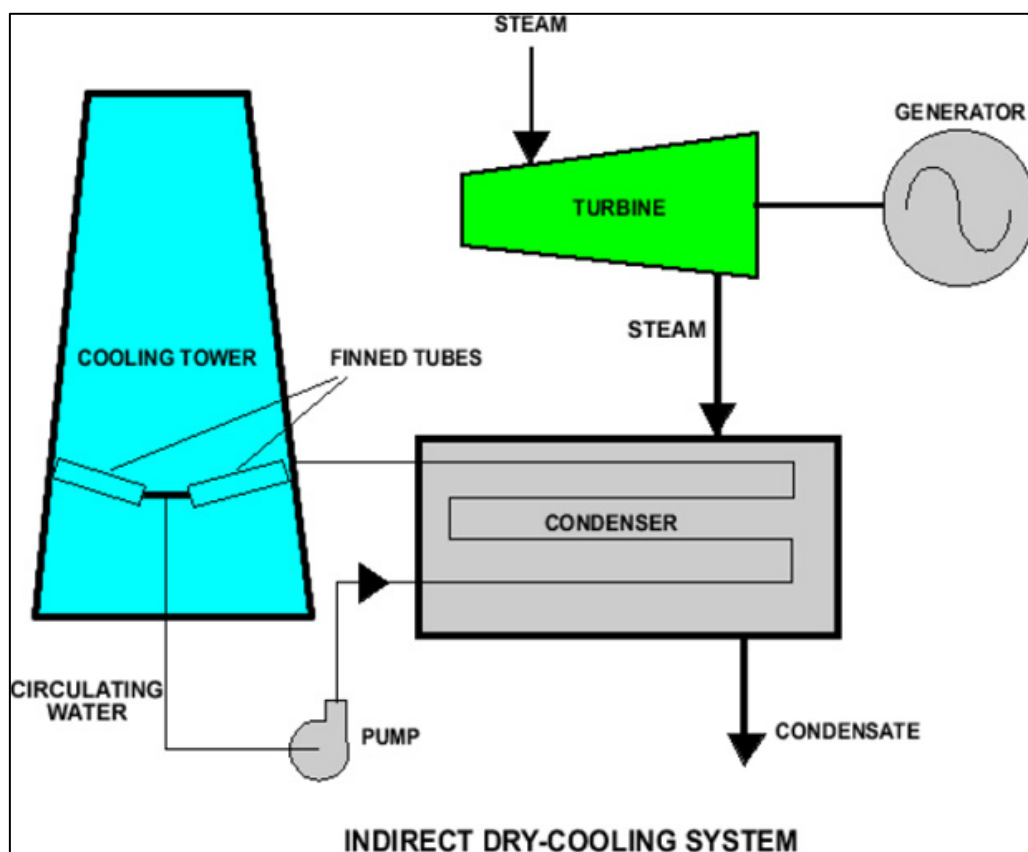 STEAM
GENERATOR
TURBINE
STEAM
COOLING TOWER
FINNED TUBES
CONDENSER
CIRCULATING
WATER
PUMP
CONDENSATE
INDIRECT DRY-COOLING SYSTEM